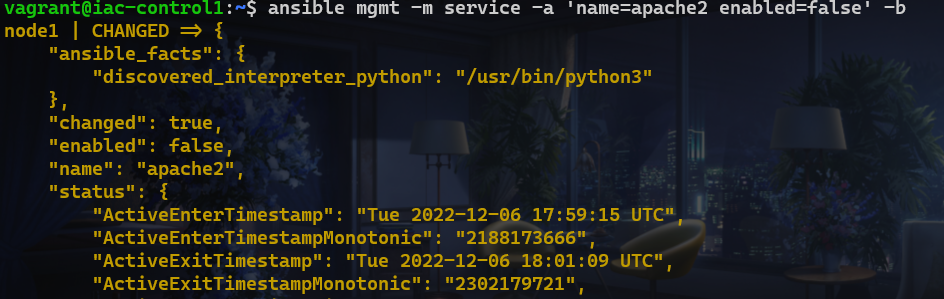 vagrant@iac-control1:~$ ansible mgmt -m service -a 'name=apache2 enabled=false' -b
node1 | CHANGED => {
    "ansible_facts": {
        "discovered_interpreter_python": "/usr/bin/python3"
    },
    "changed": true,
    "enabled": false,
    "name": "apache2",
    "status": {
        "ActiveEnterTimestamp": "Tue 2022-12-06 17:59:15 UTC",
        "ActiveEnterTimestampMonotonic": "2188173666",
        "ActiveExitTimestamp": "Tue 2022-12-06 18:01:09 UTC",
        "ActiveExitTimestampMonotonic": "2302179721",